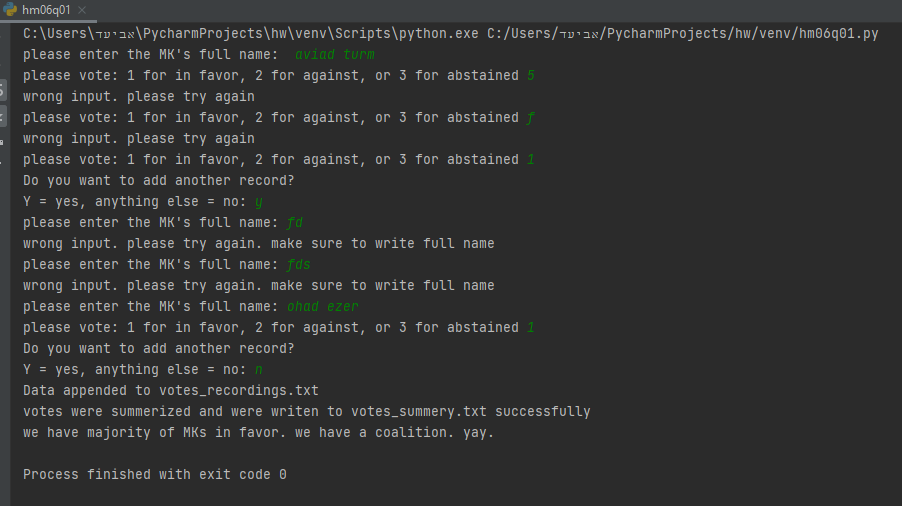 hm06q01
C:\Users\אביעד\PycharmProjects\hw\venv\Scripts\python.exe C:/Users/אביעד/PycharmProjects/hw/venv/hm06q01.py
please enter the MK's full name:  aviad turm
please vote: 1 for in favor, 2 for against, or 3 for abstained 5
wrong input. please try again
please vote: 1 for in favor, 2 for against, or 3 for abstained f
wrong input. please try again
please vote: 1 for in favor, 2 for against, or 3 for abstained 1
Do you want to add another record?
Y = yes, anything else = no: y
please enter the MK's full name: fd
wrong input. please try again. make sure to write full name
please enter the MK's full name: fds
wrong input. please try again. make sure to write full name
please enter the MK's full name: ohad ezer
please vote: 1 for in favor, 2 for against, or 3 for abstained 1
Do you want to add another record?
Y = yes, anything else = no: n
Data appended to votes_recordings.txt
votes were summerized and were writen to votes_summery.txt successfully
we have majority of MKs in favor. we have a coalition. yay.
Process finished with exit code 0